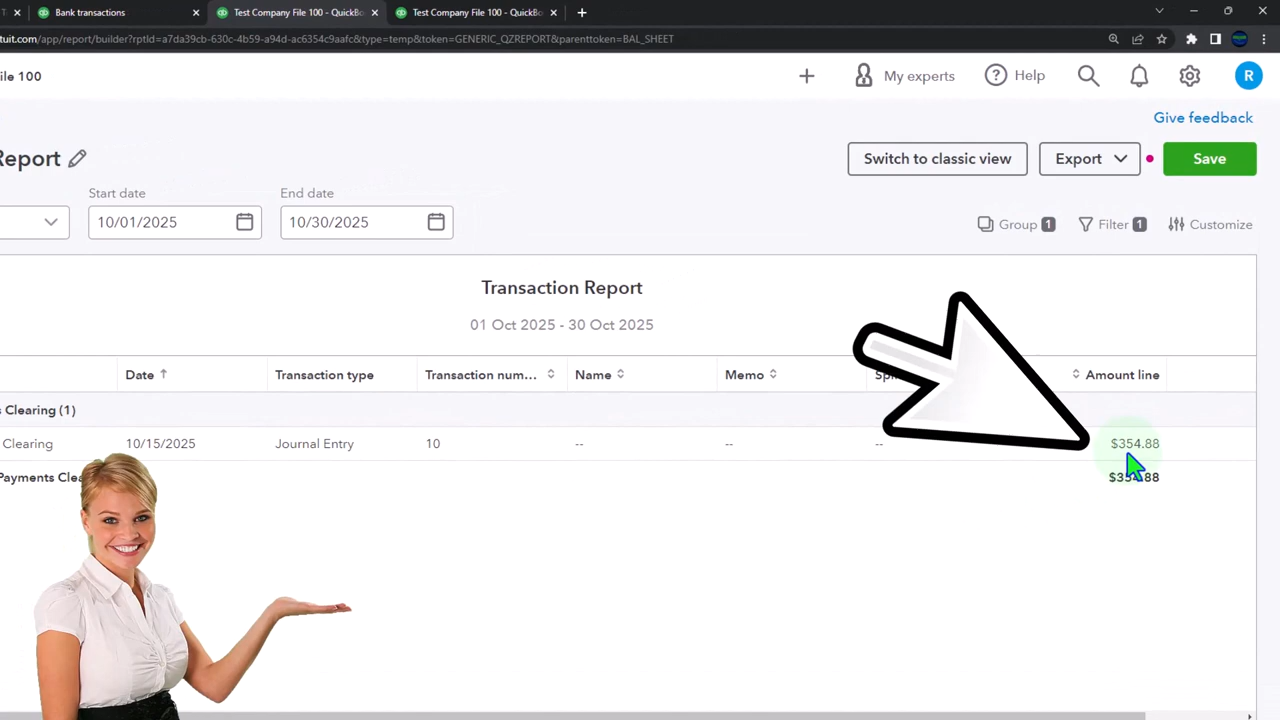 Bank transactions
Test Company File 100 - QuickBo
Test Company File 100 - QuickBo
tuit.com/app/report/builder?rptId=a7da39cb-630c-4b59-a94d-ac6354c9aafc&type=temp&token=GENERIC_QZREPORT&parenttoken=BAL_SHEET
ile 100
My experts
Help
R
Give feedback
Report
Switch to classic view
Export
Save
Start date
End date
10/01/2025
10/30/2025
Group 1
Filter 1
Customize
Transaction Report
01 Oct 2025 - 30 Oct 2025
Date
Transaction type
Transaction num...
Name
Memo
Amount line
s Clearing (1)
Clearing
10/15/2025
Journal Entry
10
--
--
--
$354.88
Payments Clea